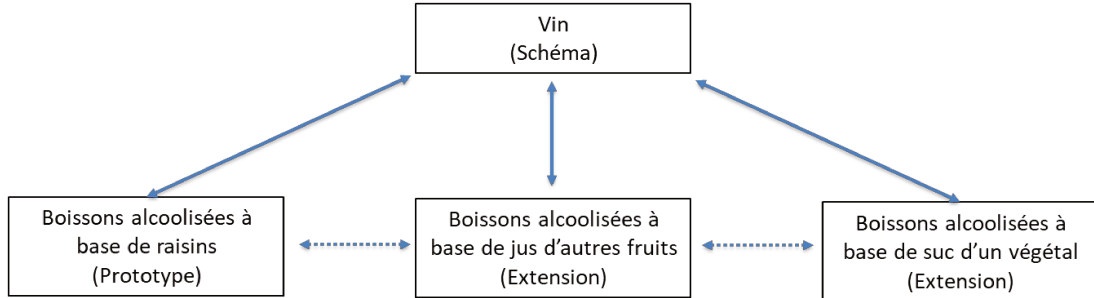 Vin
(Schéma)
Boissons alcoolisées à
base de raisins
(Prototype)
Boissons alcoolisées à
base de jus d'autres fruits
(Extension)
Boissons alcoolisées à
base de suc d'un végétal
(Extension)